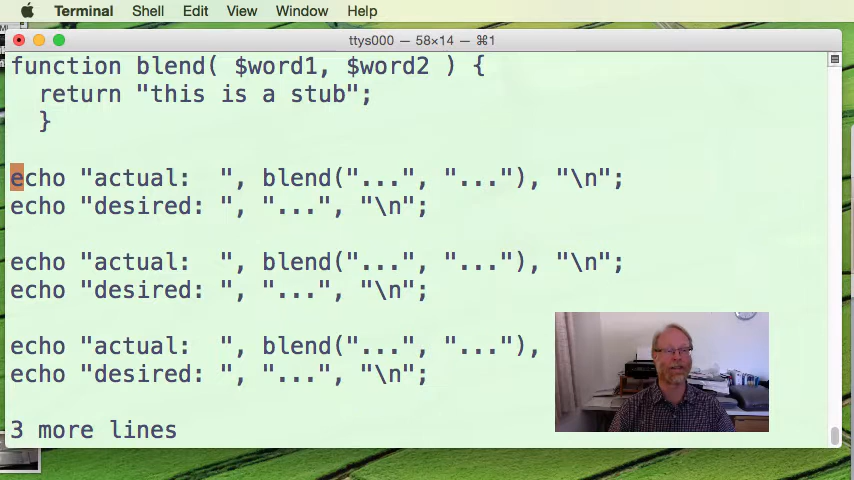 Terminal Shell Edit View Window Help
ttys000 — 58×14 — ⌘1
function blend( $word1, $word2 ) {
  return "this is a stub";
  }
echo "actual:  ", blend("...", "..."), "\n";
echo "desired: ", "...", "\n";
echo "actual:  ", blend("...", "..."), "\n";
echo "desired: ", "...", "\n";
echo "actual:  ", blend("...", "..."),
echo "desired: ", "...", "\n";
3 more lines